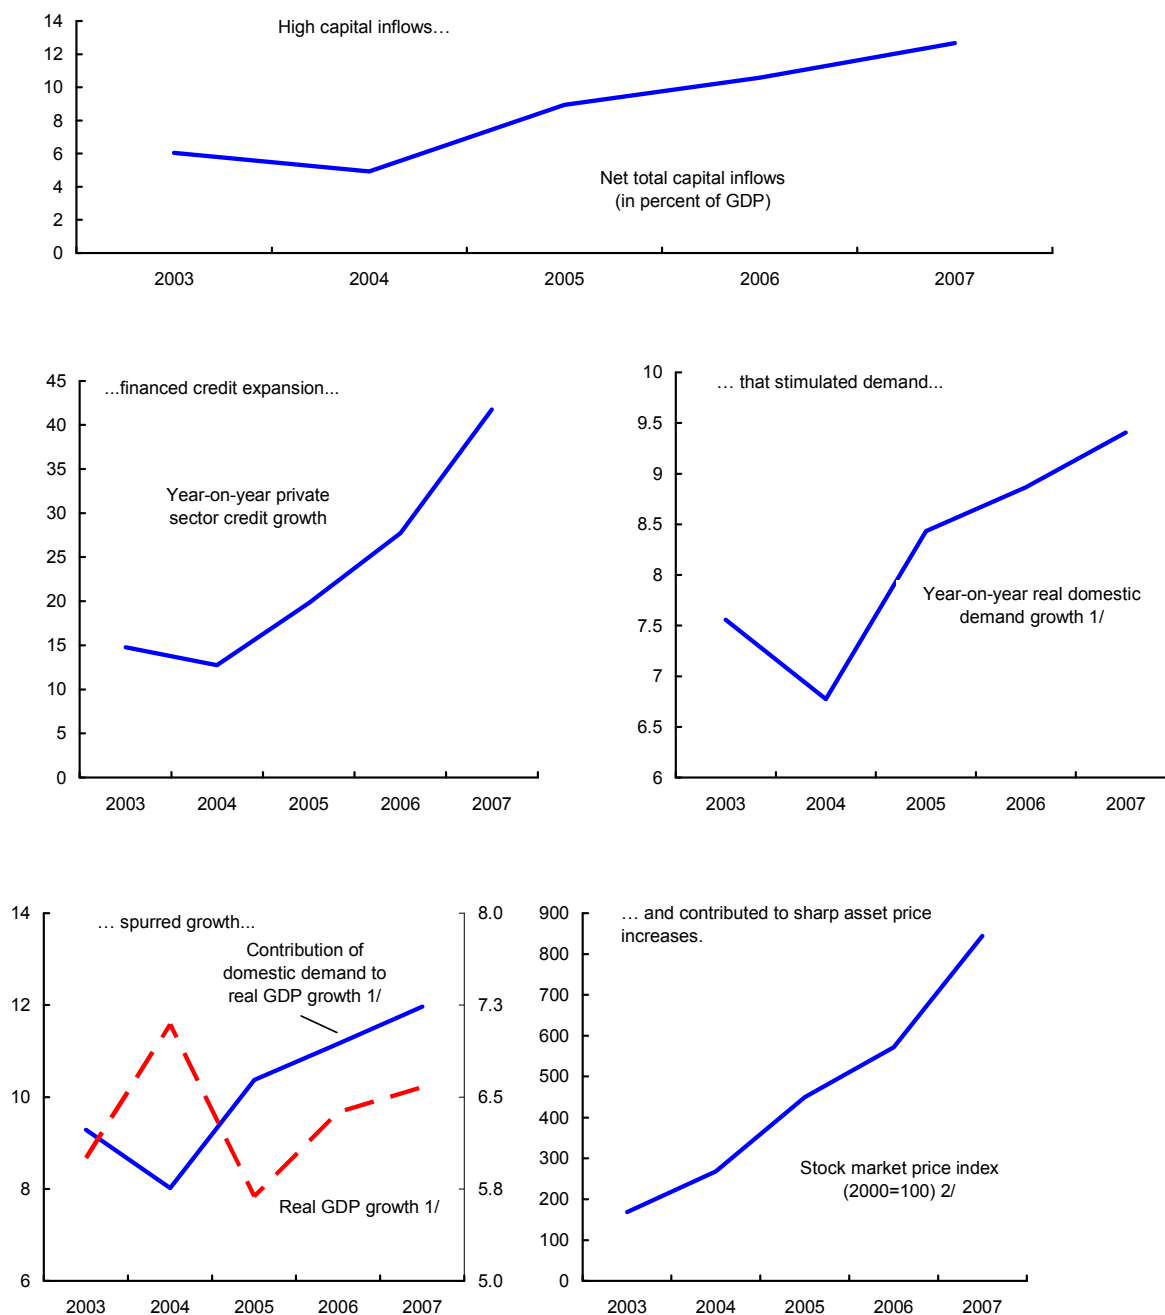 High capital inflows…
14
12
10
8
6
4
2
0
Net total capital inflows
(in percent of GDP)
2003 2004 2005 2006 2007
...financed credit expansion...
45
40
35
30
25
20
15
10
5
0
Year-on-year private
sector credit growth
2003 2004 2005 2006 2007
… that stimulated demand...
10
9.5
9
8.5
8
7.5
7
6.5
6
Year-on-year real domestic
demand growth 1/
2003 2004 2005 2006 2007
… spurred growth...
14
12
10
8
6
Contribution of
domestic demand to
real GDP growth 1/
Real GDP growth 1/
8.0
7.3
6.5
5.8
5.0
2003 2004 2005 2006 2007
… and contributed to sharp asset price
increases.
900
800
700
600
500
400
300
200
100
0
Stock market price index
(2000=100) 2/
2003 2004 2005 2006 2007